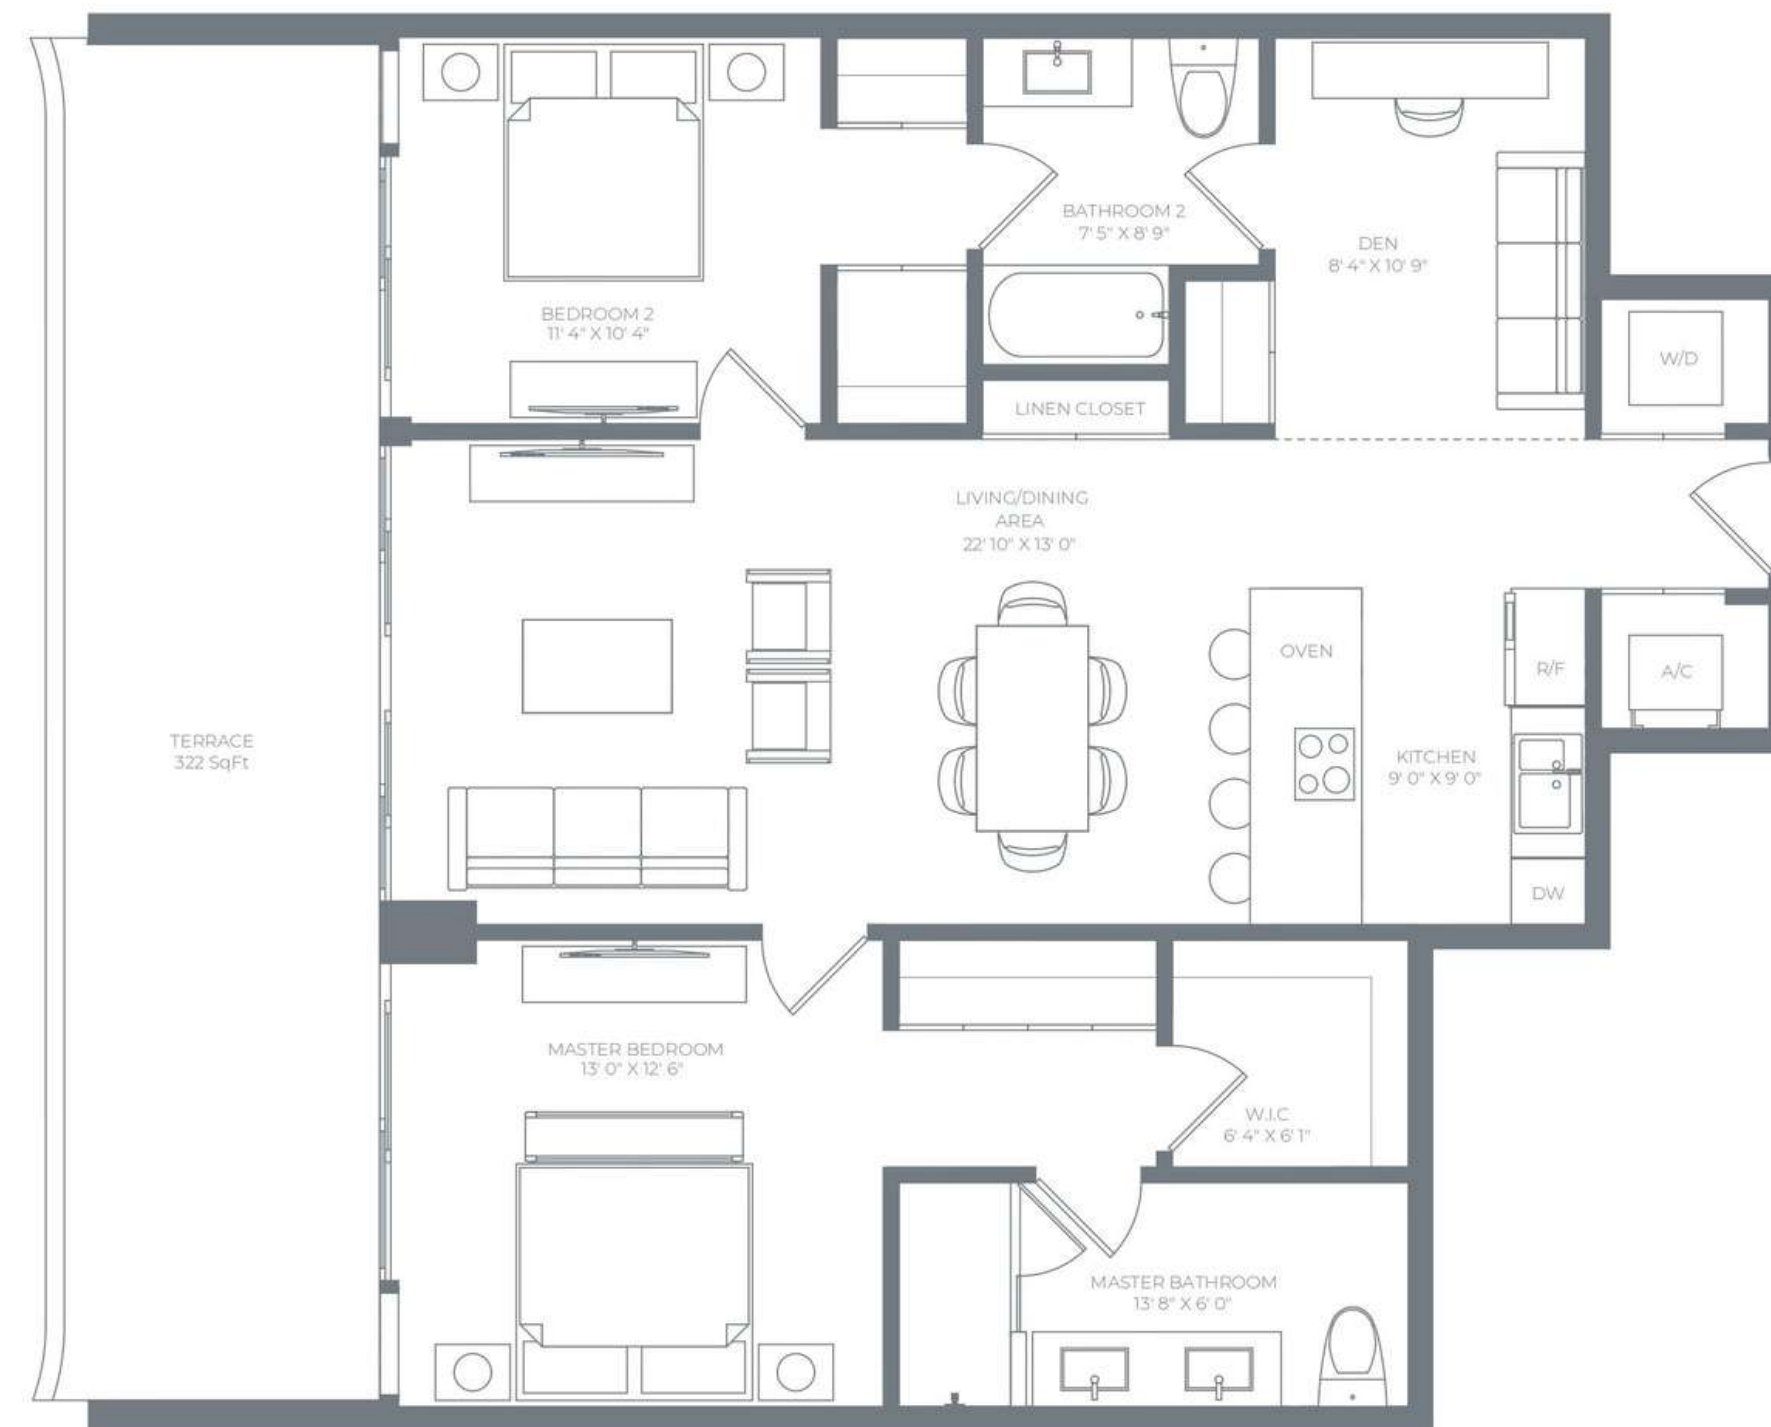 BATHROOM 2
7' 5" X 8' 9"
DEN
8' 4" X 10' 9"
BEDROOM 2
11' 4" X 10' 4"
W/D
LINEN CLOSET
LIVING/DINING
AREA
22' 10" X 13' 0"
OVEN
R/F
A/C
TERRACE
322 SqFt
KITCHEN
9' 0" X 9' 0"
DW
MASTER BEDROOM
13' 0" X 12' 6"
W.I.C
6' 4" X 6' 1"
MASTER BATHROOM
13' 8" X 6' 0"